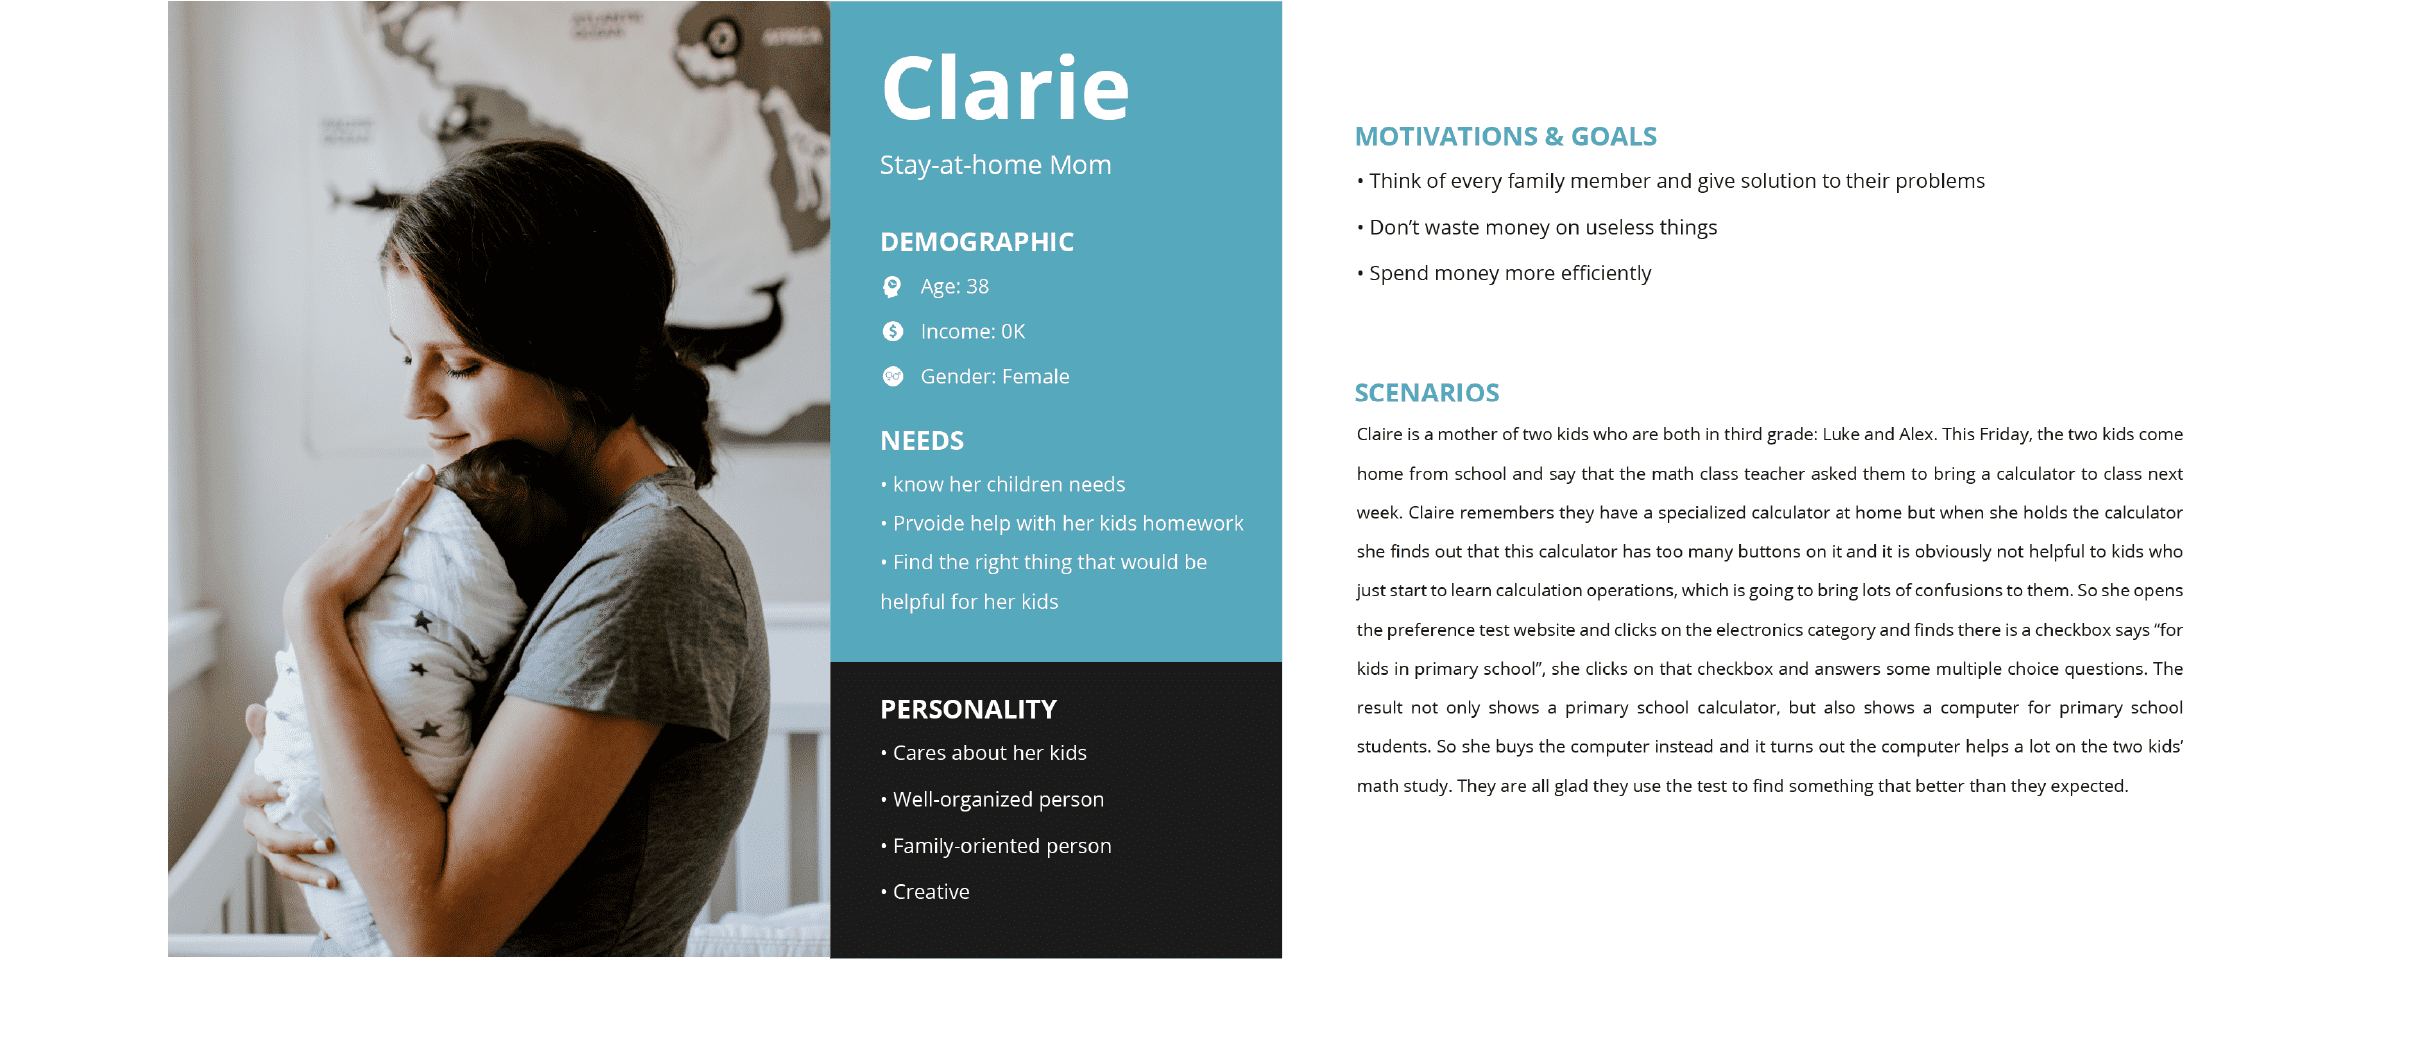 Clarie
Stay-at-home Mom
DEMOGRAPHIC
Age: 38
Income: 0K
Gender: Female
NEEDS
• know her children needs
• Prvoide help with her kids homework
• Find the right thing that would be
helpful for her kids
PERSONALITY
• Cares about her kids
• Well-organized person
• Family-oriented person
• Creative
MOTIVATIONS & GOALS
• Think of every family member and give solution to their problems
• Don’t waste money on useless things
• Spend money more efficiently
SCENARIOS
Claire is a mother of two kids who are both in third grade: Luke and Alex. This Friday, the two kids come
home from school and say that the math class teacher asked them to bring a calculator to class next
week. Claire remembers they have a specialized calculator at home but when she holds the calculator
she finds out that this calculator has too many buttons on it and it is obviously not helpful to kids who
just start to learn calculation operations, which is going to bring lots of confusions to them. So she opens
the preference test website and clicks on the electronics category and finds there is a checkbox says “for
kids in primary school”, she clicks on that checkbox and answers some multiple choice questions. The
result not only shows a primary school calculator, but also shows a computer for primary school
students. So she buys the computer instead and it turns out the computer helps a lot on the two kids’
math study. They are all glad they use the test to find something that better than they expected.
ATLANTIC
OCEAN
AFRICA